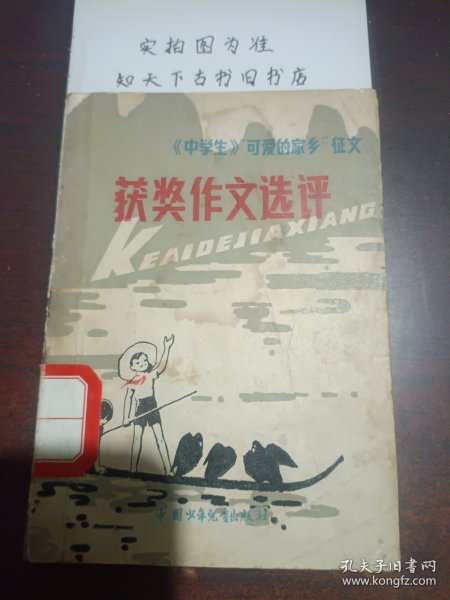 实拍图为准
知天下古书旧书店
《中学生》“可爱的家乡”征文
获奖作文选评
KEAIDEJIAXIANG
中国少年儿童出版社
孔夫子旧书网
www.kongfz.com